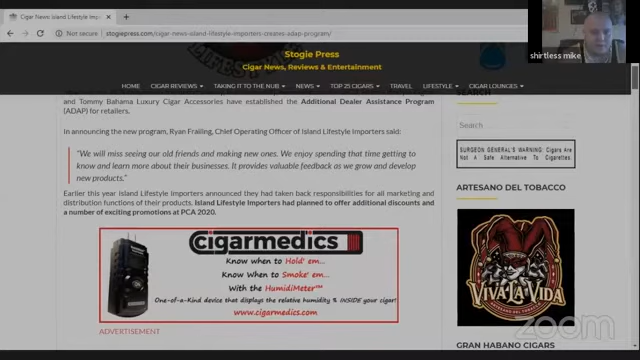 Cigar News: Island Lifestyle Imp
Not secure | stogiepress.com/cigar-news-island-lifestyle-importers-creates-adap-program/
shirtless mike
Stogie Press
Cigar News, Reviews & Entertainment
HOME CIGAR REVIEWS TAKING IT TO THE NUB NEWS TOP 25 CIGARS TRAVEL LIFESTYLE CIGAR LOUNGES
and Tommy Bahama Luxury Cigar Accessories have established the Additional Dealer Assistance Program
(ADAP) for retailers.
In announcing the new program, Ryan Frailing, Chief Operating Officer of Island Lifestyle Importers said:
"We will miss seeing our old friends and making new ones. We enjoy spending that time getting to
know and learn more about their businesses. It provides valuable feedback as we grow and develop
new products."
Earlier this year Island Lifestyle Importers announced they had taken back responsibilities for all marketing and
distribution functions of their products. Island Lifestyle Importers had planned to offer additional discounts and
a number of exciting promotions at PCA 2020.
cigarmedics
Know when to Hold' em...
Know When to Smoke' em...
With the HumidiMeter™
One-of-a-Kind device that displays the relative humidity % INSIDE your cigar!
www.cigarmedics.com
ADVERTISEMENT
SEARCH
Search
SURGEON GENERAL'S WARNING: Cigars Are
Not A Safe Alternative To Cigarettes.
ARTESANO DEL TOBACCO
VIVA LA VIDA
GRAN HABANO CIGARS
zoom